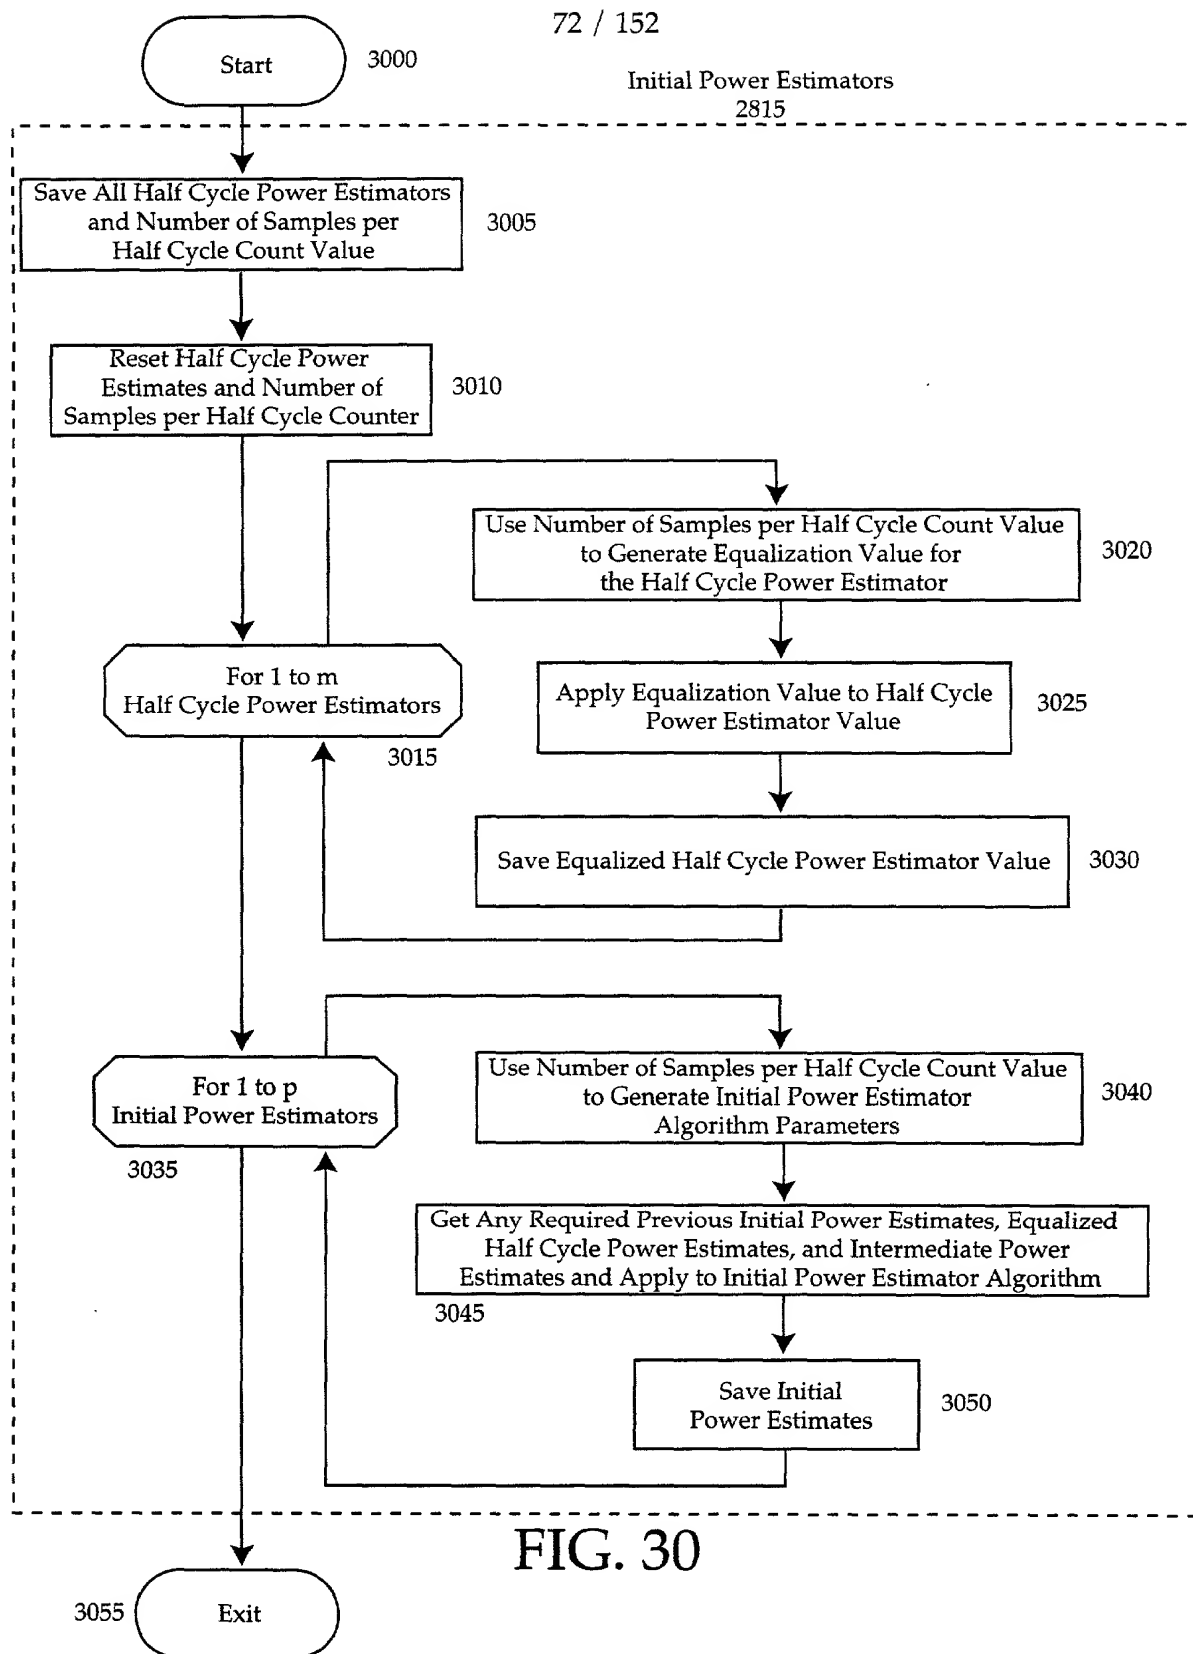 72 / 152
Start
3000
Initial Power Estimators
2815
Save All Half Cycle Power Estimators
and Number of Samples per
Half Cycle Count Value
3005
Reset Half Cycle Power
Estimates and Number of
Samples per Half Cycle Counter
3010
Use Number of Samples per Half Cycle Count Value
to Generate Equalization Value for
the Half Cycle Power Estimator
3020
For 1 to m
Half Cycle Power Estimators
3015
Apply Equalization Value to Half Cycle
Power Estimator Value
3025
Save Equalized Half Cycle Power Estimator Value
3030
For 1 to p
Initial Power Estimators
3035
Use Number of Samples per Half Cycle Count Value
to Generate Initial Power Estimator
Algorithm Parameters
3040
Get Any Required Previous Initial Power Estimates, Equalized
Half Cycle Power Estimates, and Intermediate Power
Estimates and Apply to Initial Power Estimator Algorithm
3045
Save Initial
Power Estimates
3050
FIG. 30
3055
Exit